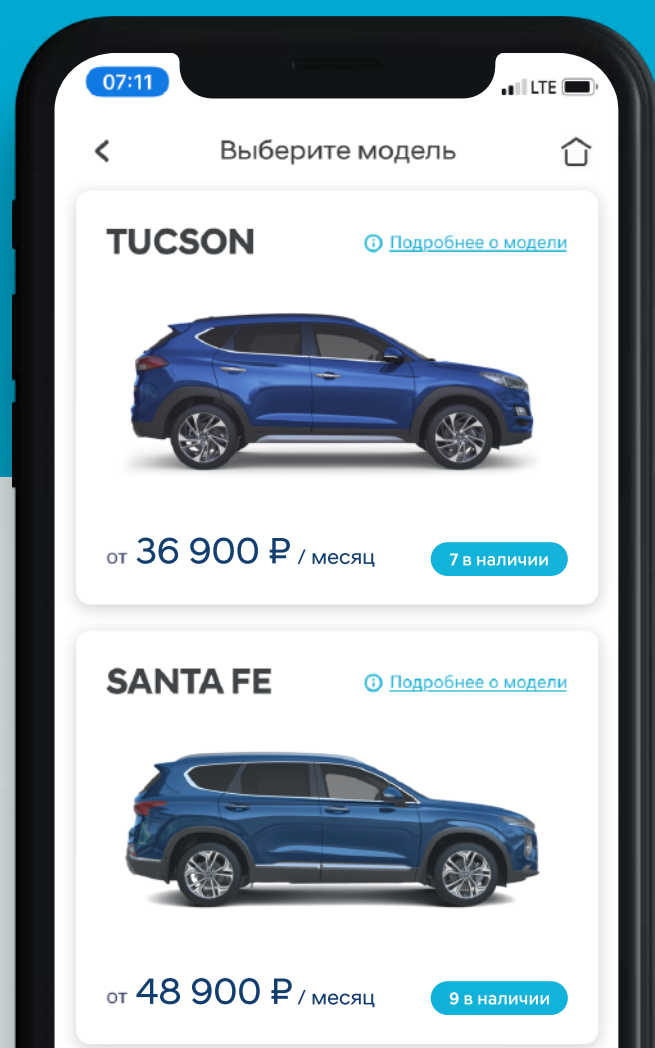 07:11 LTE
Выберите модель
TUCSON Подробнее о модели
от 36 900 ₽ / месяц 7 в наличии
SANTA FE Подробнее о модели
от 48 900 ₽ / месяц 9 в наличии